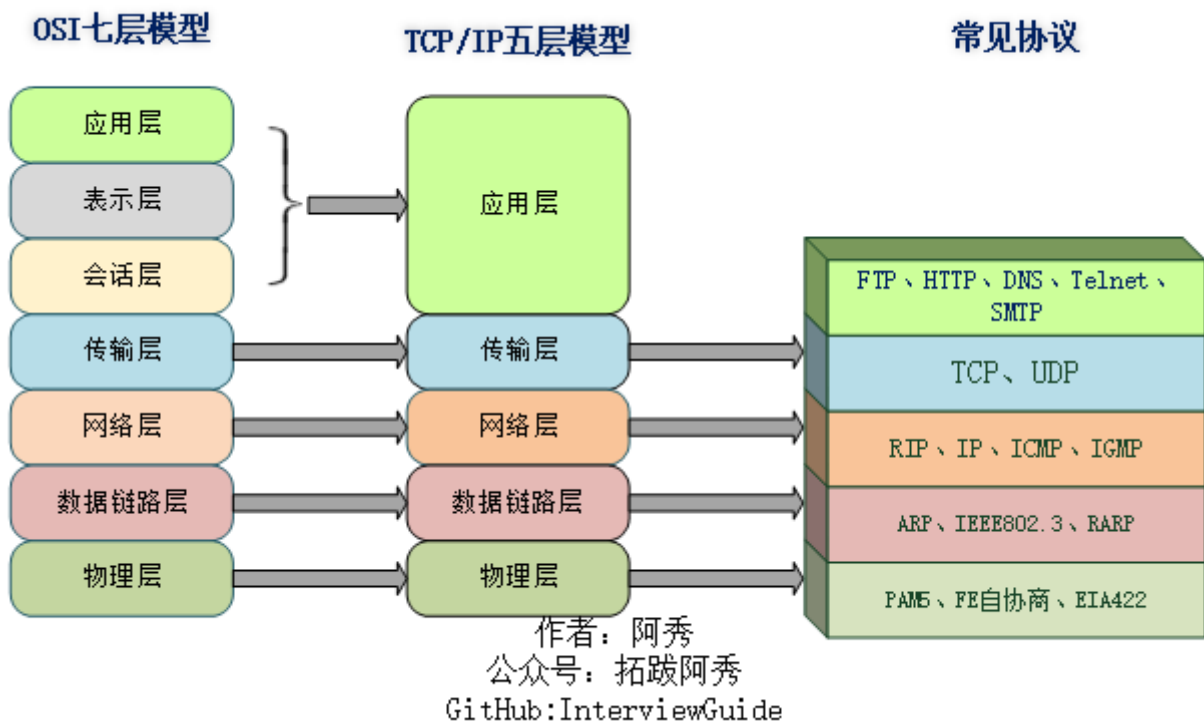 OSI七层模型
TCP/IP五层模型
常见协议
应用层
表示层
会话层
传输层
网络层
数据链路层
物理层
应用层
传输层
网络层
数据链路层
物理层
FTP、HTTP、DNS、Telnet、
SMTP
TCP、UDP
RIP、IP、ICMP、IGMP
ARP、IEEE802.3、RARP
PAM5、FE自协商、EIA422
作者：阿秀
公众号：拓跋阿秀
GitHub:InterviewGuide